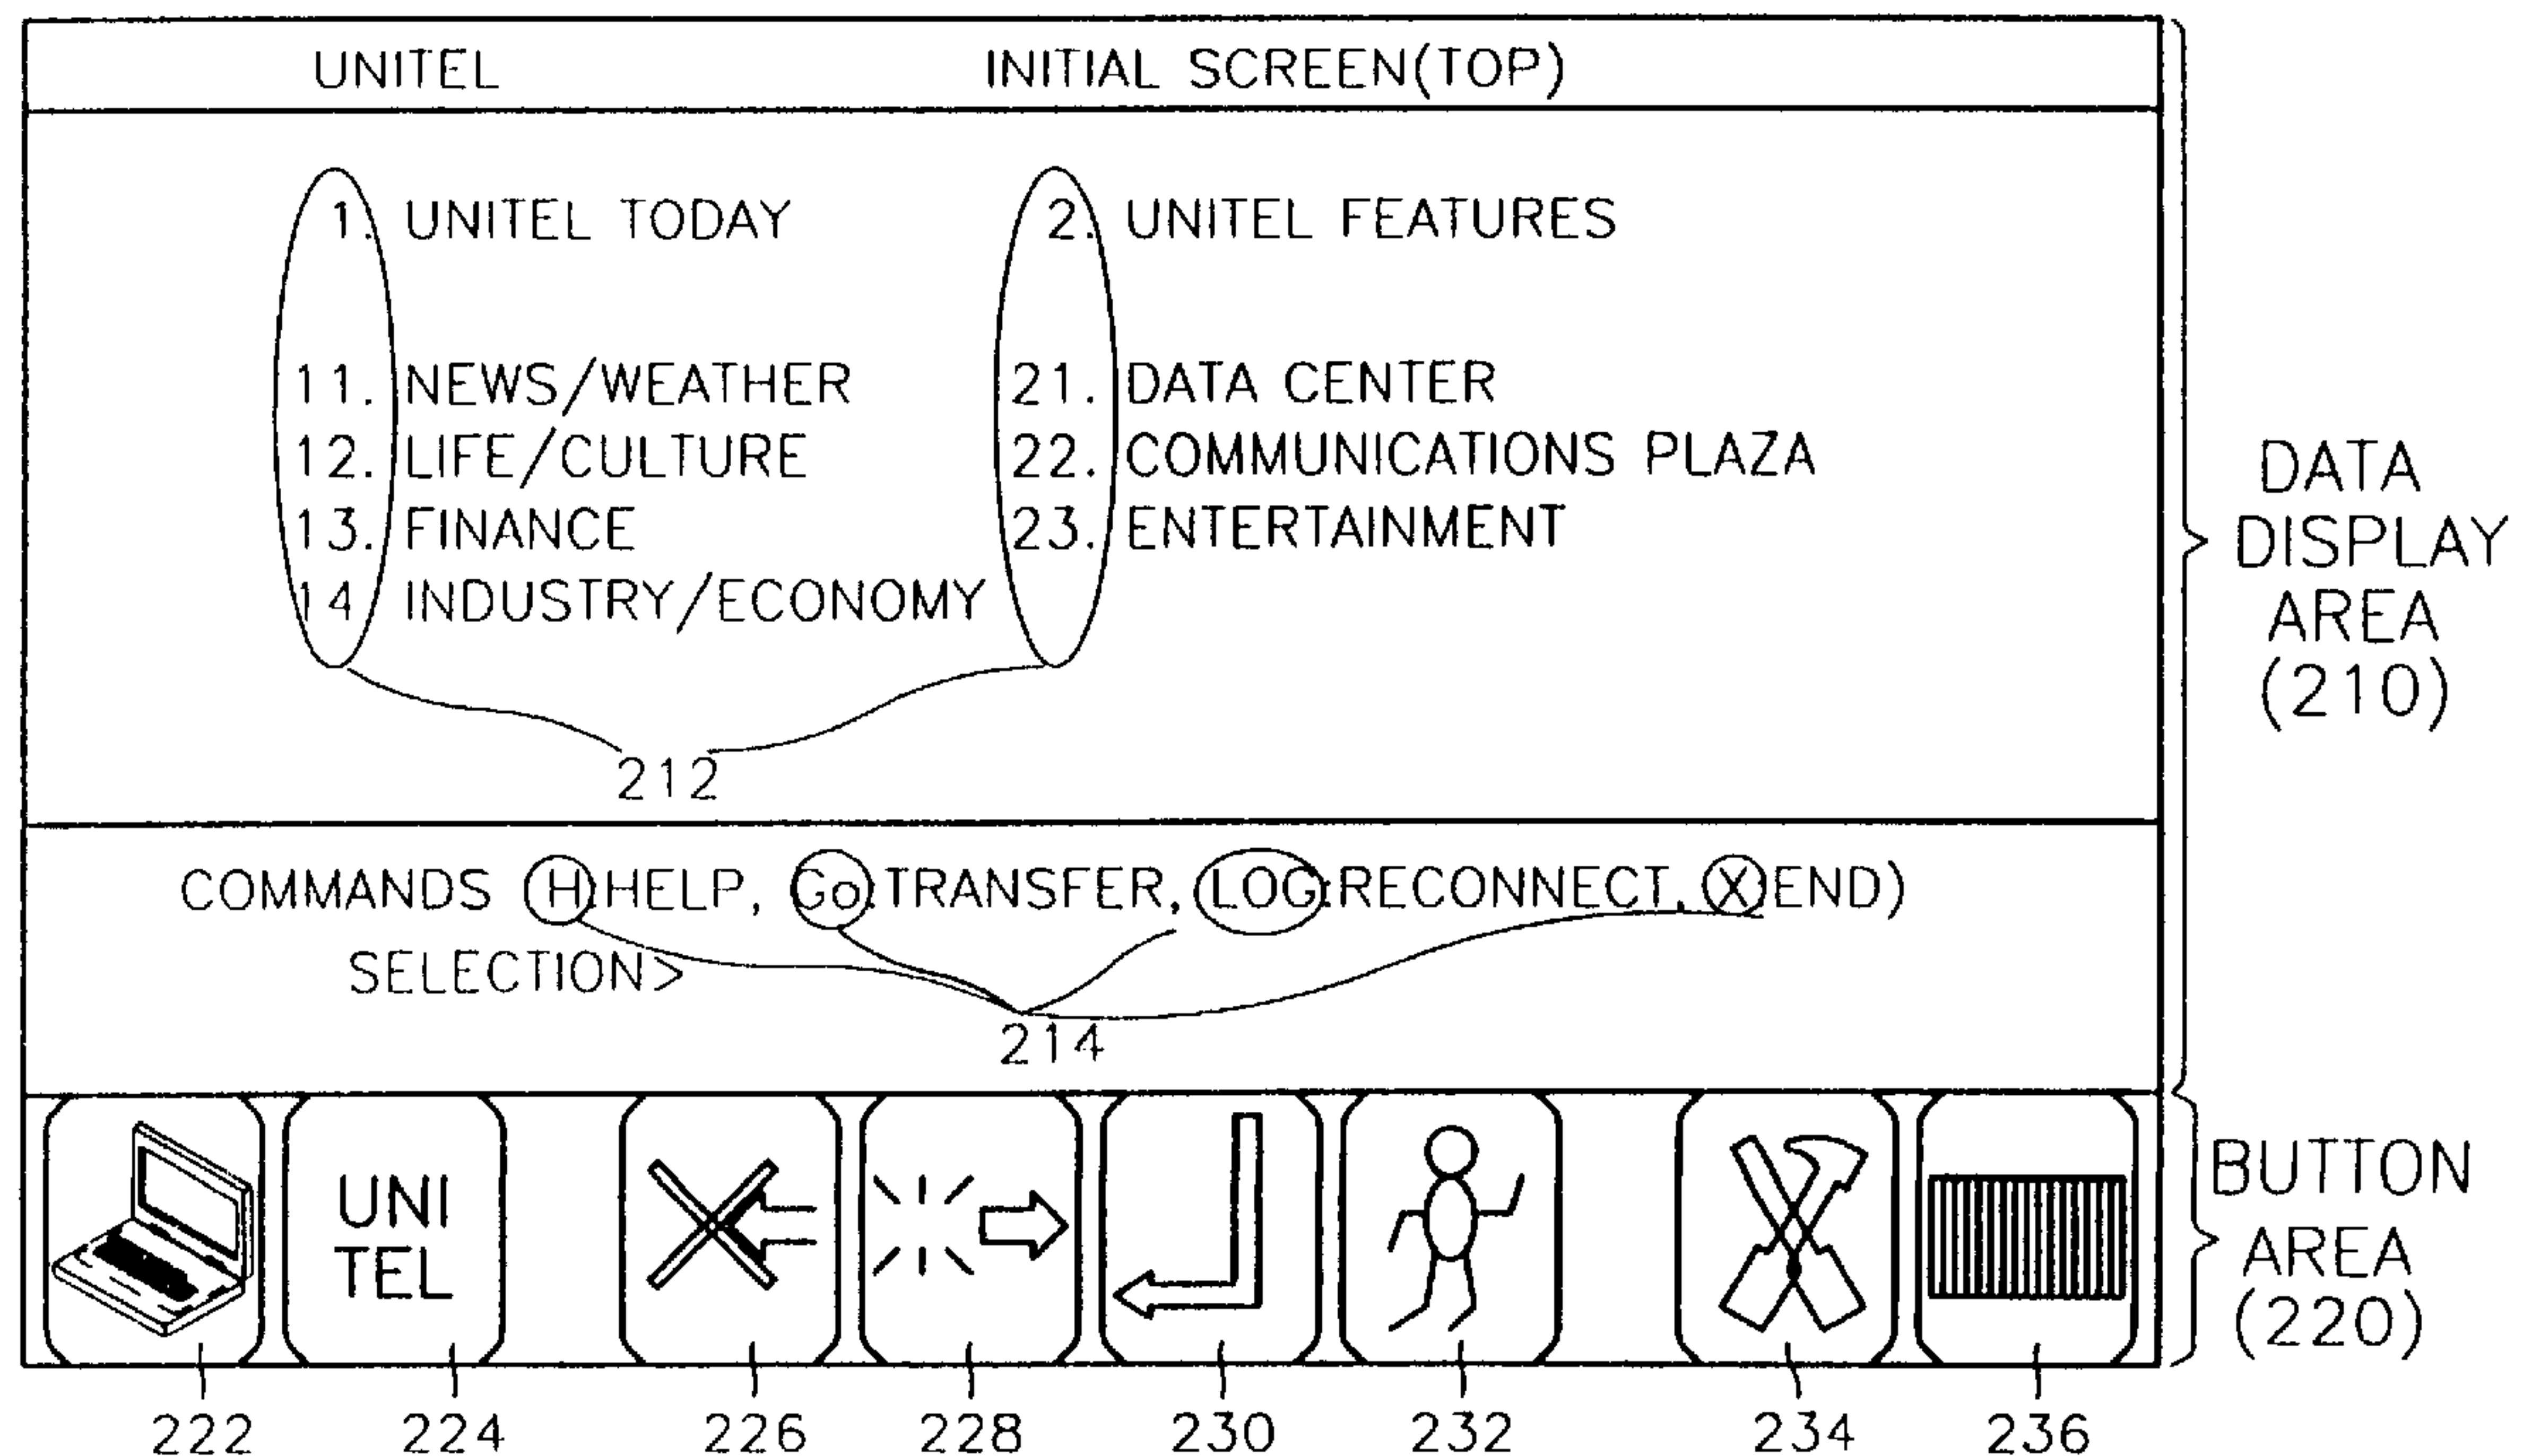 UNITEL INITIAL SCREEN(TOP)
1. UNITEL TODAY 2. UNITEL FEATURES
11. NEWS/WEATHER 21. DATA CENTER
12. LIFE/CULTURE 22. COMMUNICATIONS PLAZA
13. FINANCE 23. ENTERTAINMENT
14 INDUSTRY/ECONOMY
212
COMMANDS (H:HELP, Go:TRANSFER, LOG:RECONNECT, X:END)
SELECTION>
214
DATA
DISPLAY
AREA
(210)
UNI
TEL
BUTTON
AREA
(220)
222 224 226 228 230 232 234 236